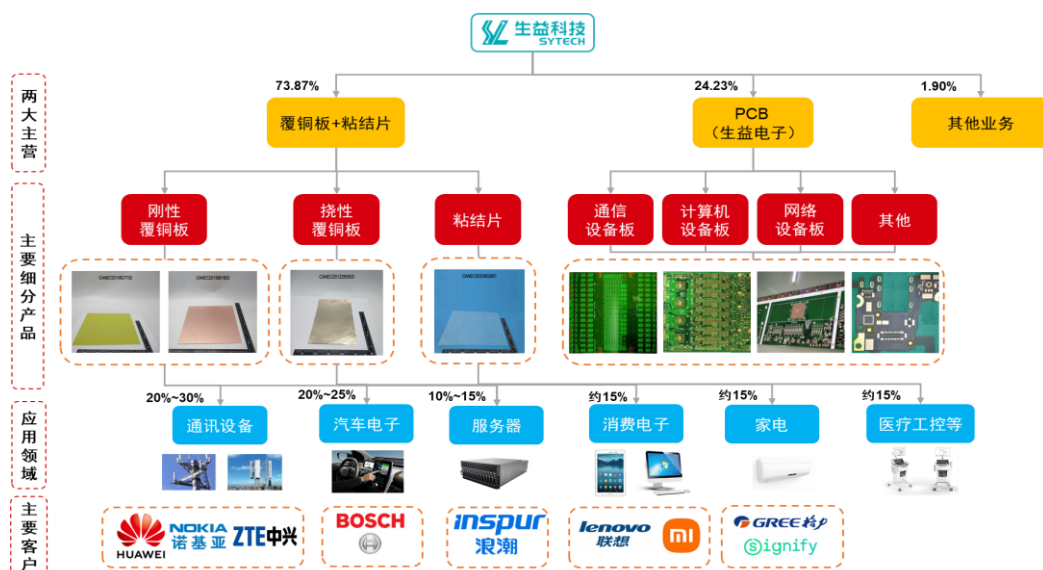 生益科技
SYTECH
73.87%
24.23%
1.90%
两大主营
覆铜板+粘结片
PCB
（生益电子）
其他业务
主要细分产品
刚性
覆铜板
挠性
覆铜板
粘结片
通信
设备板
计算机
设备板
网络
设备板
其他
20%~30%
20%~25%
10%~15%
约15%
约15%
约15%
应用领域
通讯设备
汽车电子
服务器
消费电子
家电
医疗工控等
主要客户
HUAWEI
NOKIA
诺基亚
ZTE中兴
BOSCH
inspur
浪潮
lenovo
联想
mi
GREE格力
Signify